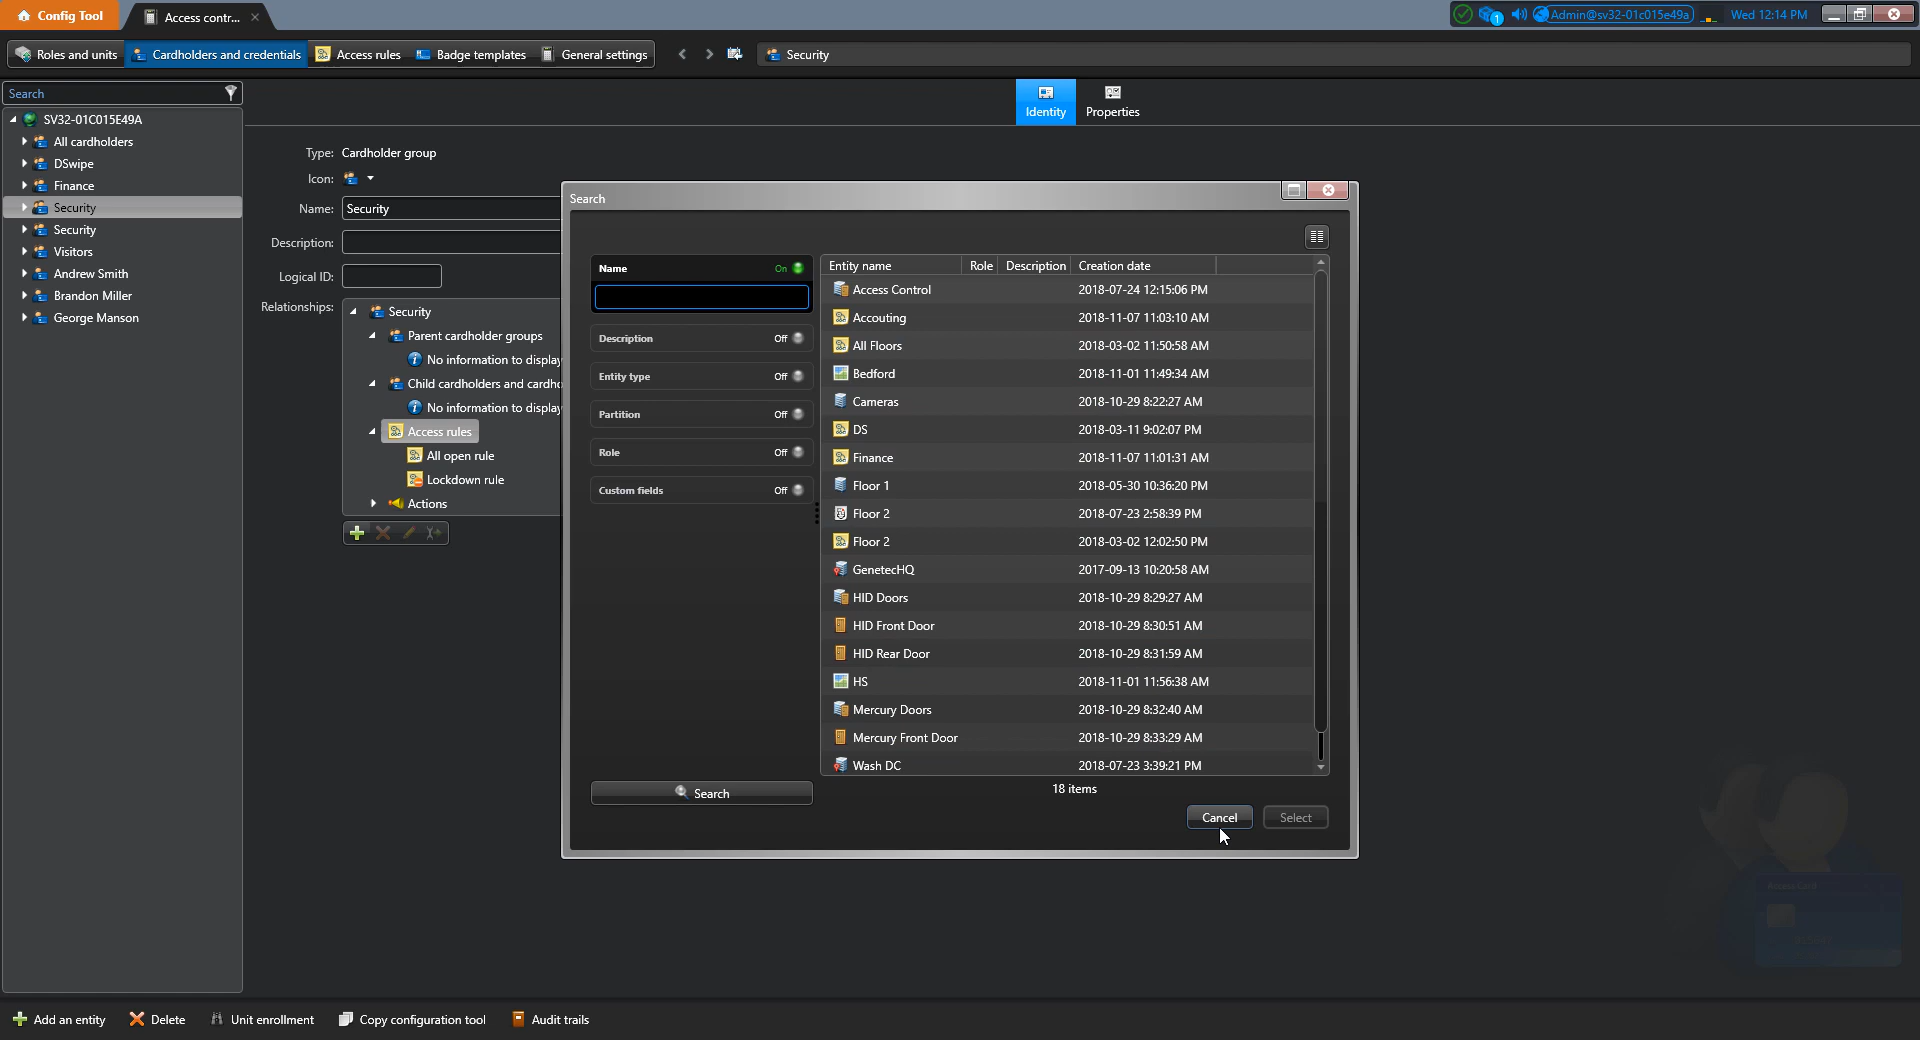 Config Tool
Access contr...
1
Admin@sv32-01c015e49a
Wed 12:14 PM
Roles and units
Cardholders and credentials
Access rules
Badge templates
General settings
Security
Search
SV32-01C015E49A
All cardholders
DSwipe
Finance
Security
Security
Visitors
Andrew Smith
Brandon Miller
George Manson
Identity
Properties
Type: Cardholder group
Icon:
Name: Security
Description:
Logical ID:
Relationships:
Security
Parent cardholder groups
No information to display
Child cardholders and cardho
No information to display
Access rules
All open rule
Lockdown rule
Actions
Search
Name On
Description Off
Entity type Off
Partition Off
Role Off
Custom fields Off
Search
Entity name Role Description Creation date
Access Control 2018-07-24 12:15:06 PM
Accouting 2018-11-07 11:03:10 AM
All Floors 2018-03-02 11:50:58 AM
Bedford 2018-11-01 11:49:34 AM
Cameras 2018-10-29 8:22:27 AM
DS 2018-03-11 9:02:07 PM
Finance 2018-11-07 11:01:31 AM
Floor 1 2018-05-30 10:36:20 PM
Floor 2 2018-07-23 2:58:39 PM
Floor 2 2018-03-02 12:02:50 PM
GenetecHQ 2017-09-13 10:20:58 AM
HID Doors 2018-10-29 8:29:27 AM
HID Front Door 2018-10-29 8:30:51 AM
HID Rear Door 2018-10-29 8:31:59 AM
HS 2018-11-01 11:56:38 AM
Mercury Doors 2018-10-29 8:32:40 AM
Mercury Front Door 2018-10-29 8:33:29 AM
Wash DC 2018-07-23 3:39:21 PM
18 items
Cancel
Select
Add an entity
Delete
Unit enrollment
Copy configuration tool
Audit trails